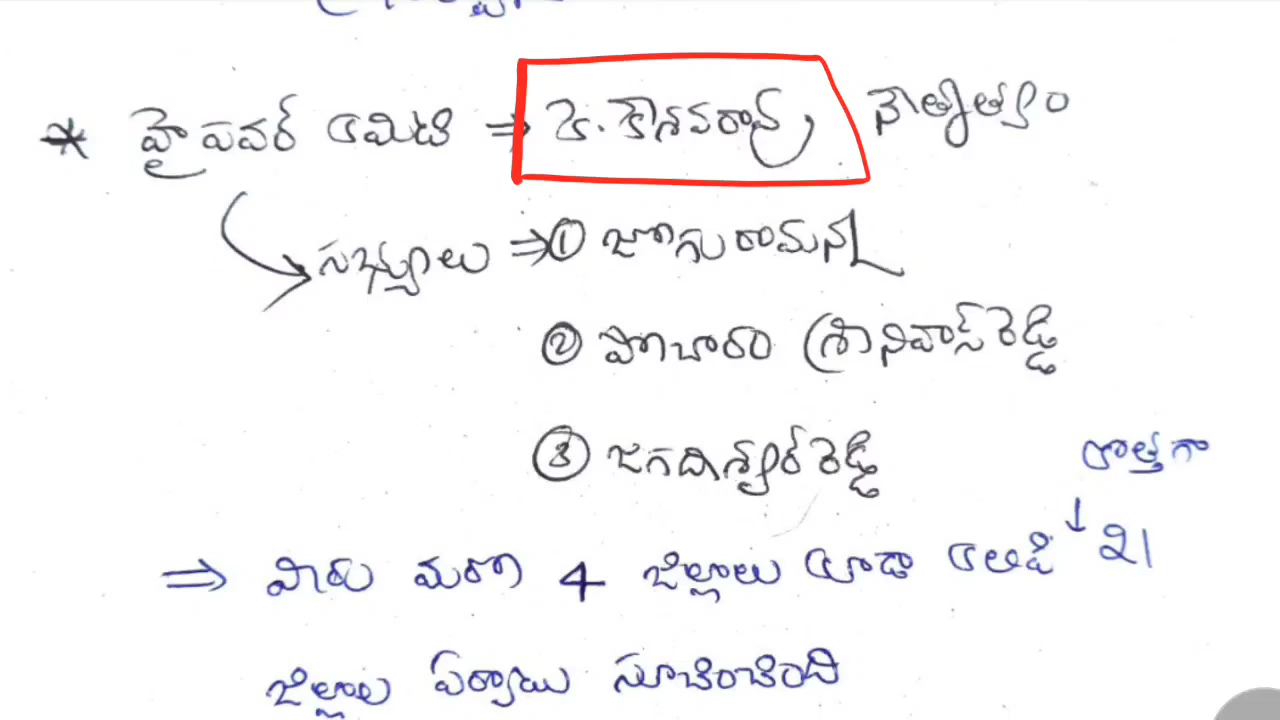 * హైపవర్ కమిటీ ⇒ కె. కేశవరావు నేతృత్వం
సభ్యులు ⇒ ① జోగురామన్న
② పోచారం శ్రీనివాస్ రెడ్డి
③ జగదీశ్వర్ రెడ్డి
కొత్తగా
⇒ వీరు మరో 4 జిల్లాలు కూడా కలిపి ↓ 21
జిల్లాల ఏర్పాటు సూచించింది